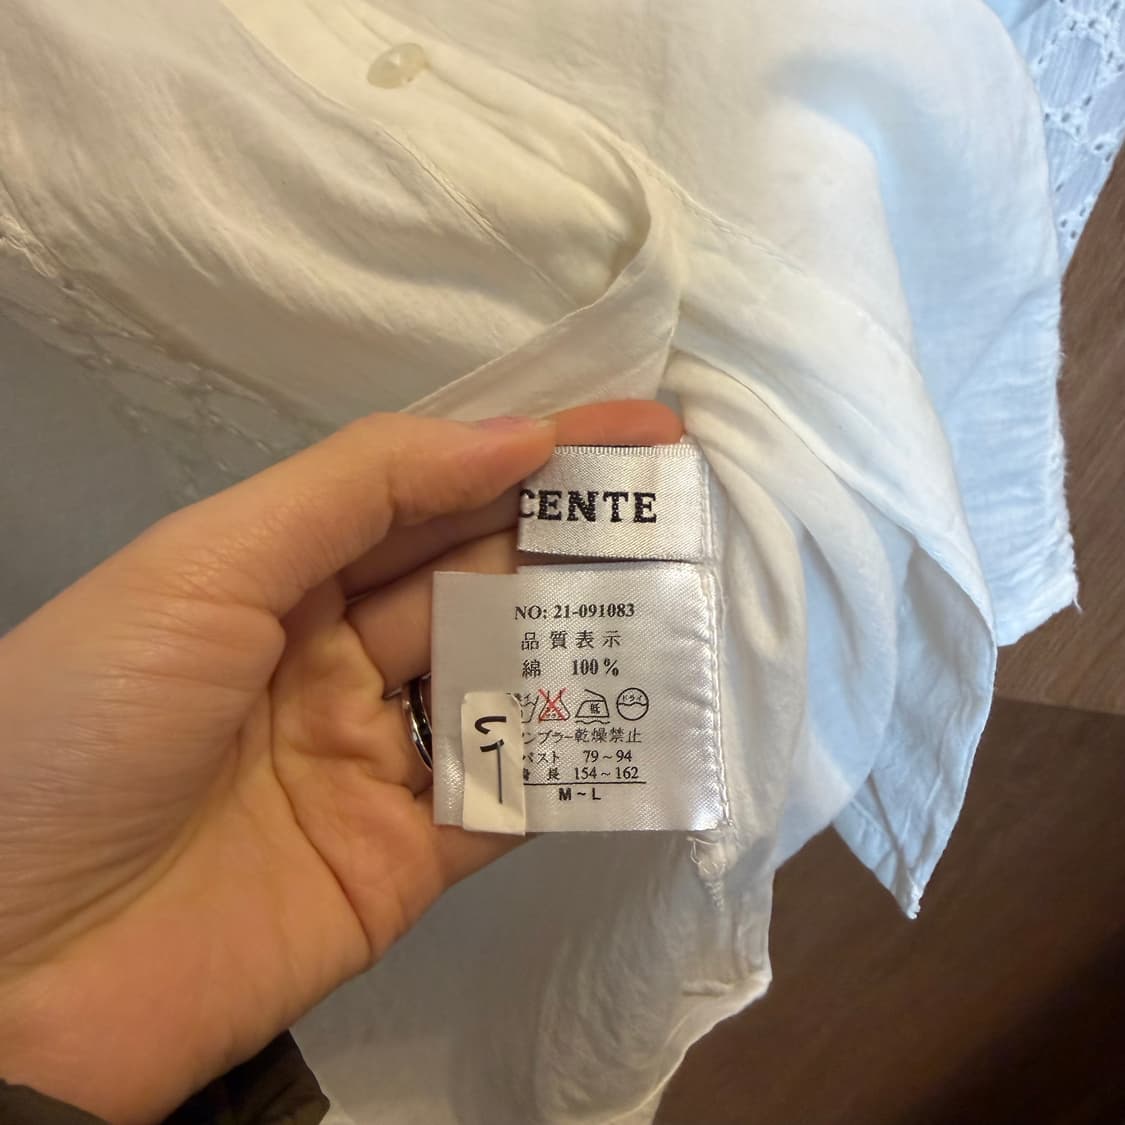 CENTE
NO: 21-091083
品質表示
綿 100%
低 ドライ
ンブラー乾燥禁止
バスト 79~94
身長 154~162
M~L